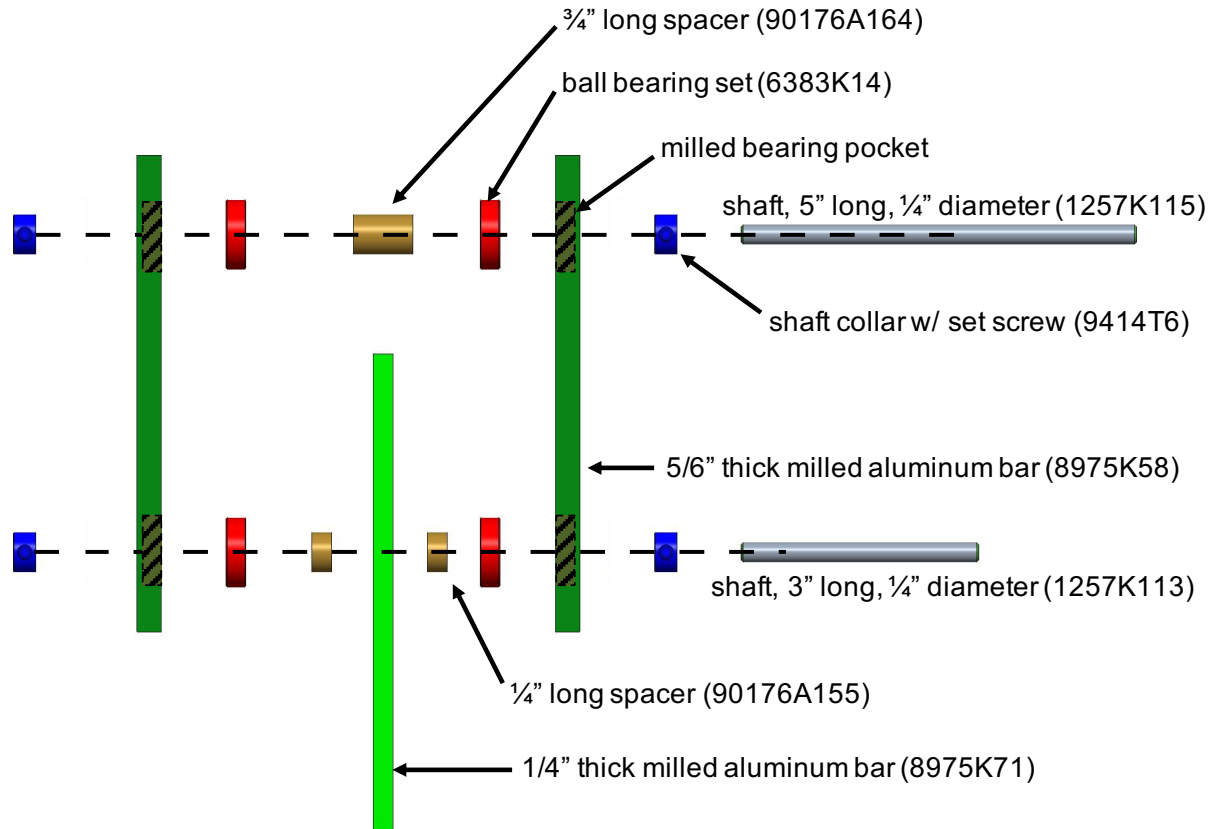 ¾” long spacer (90176A164)
ball bearing set (6383K14)
milled bearing pocket
shaft, 5” long, ¼” diameter (1257K115)
shaft collar w/ set screw (9414T6)
5/6” thick milled aluminum bar (8975K58)
shaft, 3” long, ¼” diameter (1257K113)
¼” long spacer (90176A155)
1/4” thick milled aluminum bar (8975K71)